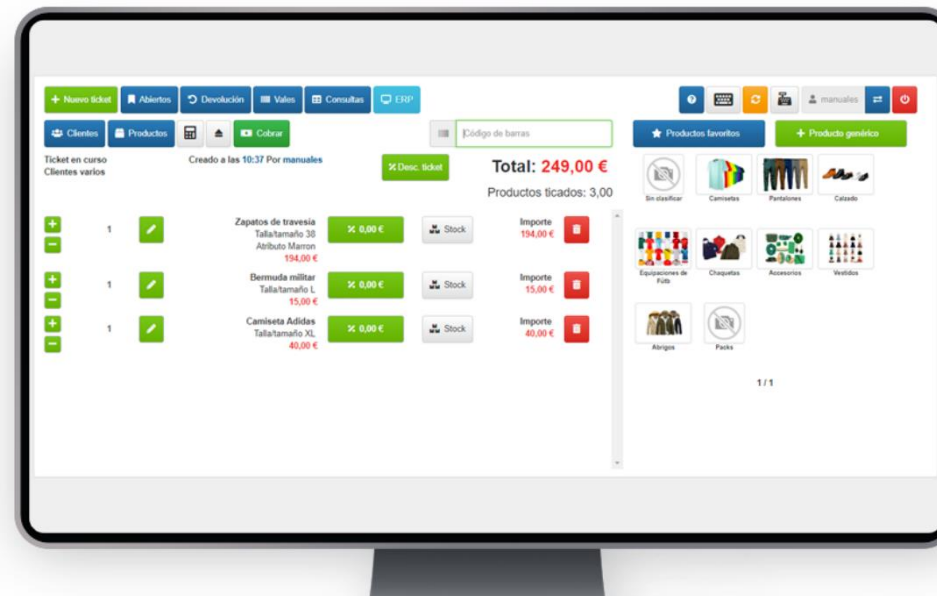 Nuevo ticket
Abiertos
Devolución
Vales
Consultas
ERP
manuales
Clientes
Productos
Cobrar
Código de barras
Productos favoritos
Producto genérico
Ticket en curso
Clientes varios
Creado a las 10:37 Por manuales
Desc. ticket
Total: 249,00 €
Productos ticados: 3,00
1
Zapatos de travesía
Talla/tamaño 38
Atributo Marron
194,00 €
% 0,00 €
Stock
Importe
194,00 €
1
Bermuda militar
Talla/tamaño L
15,00 €
% 0,00 €
Stock
Importe
15,00 €
1
Camiseta Adidas
Talla/tamaño XL
40,00 €
% 0,00 €
Stock
Importe
40,00 €
Sin clasificar
Camisetas
Pantalones
Calzado
Equipaciones de
Fútb
Chaquetas
Accesorios
Vestidos
Abrigos
Packs
1 / 1